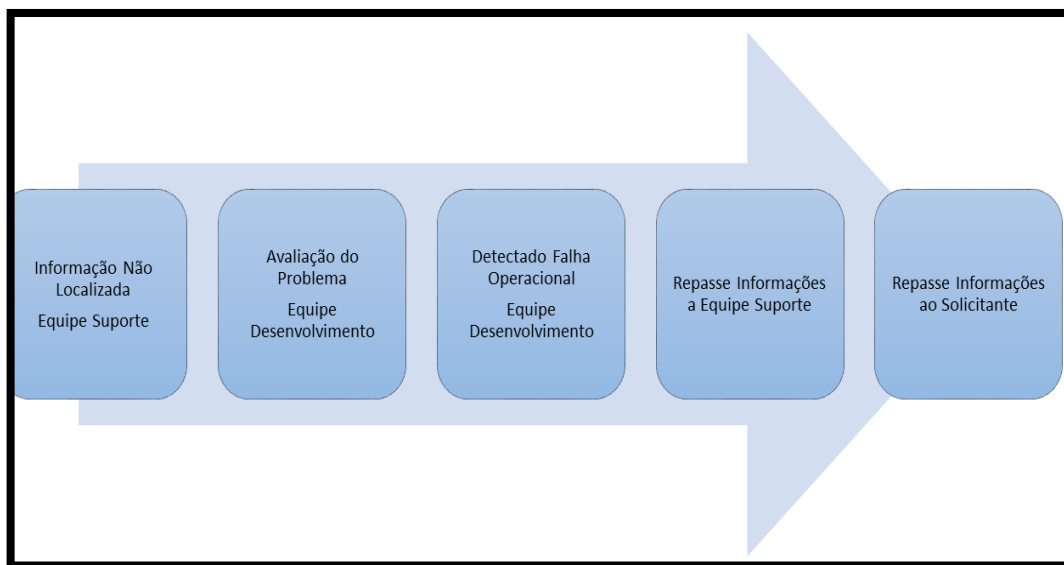 Informação Não
Localizada
Equipe Suporte
Avaliação do
Problema
Equipe
Desenvolvimento
Detectado Falha
Operacional
Equipe
Desenvolvimento
Repasse Informações
a Equipe Suporte
Repasse Informações
ao Solicitante